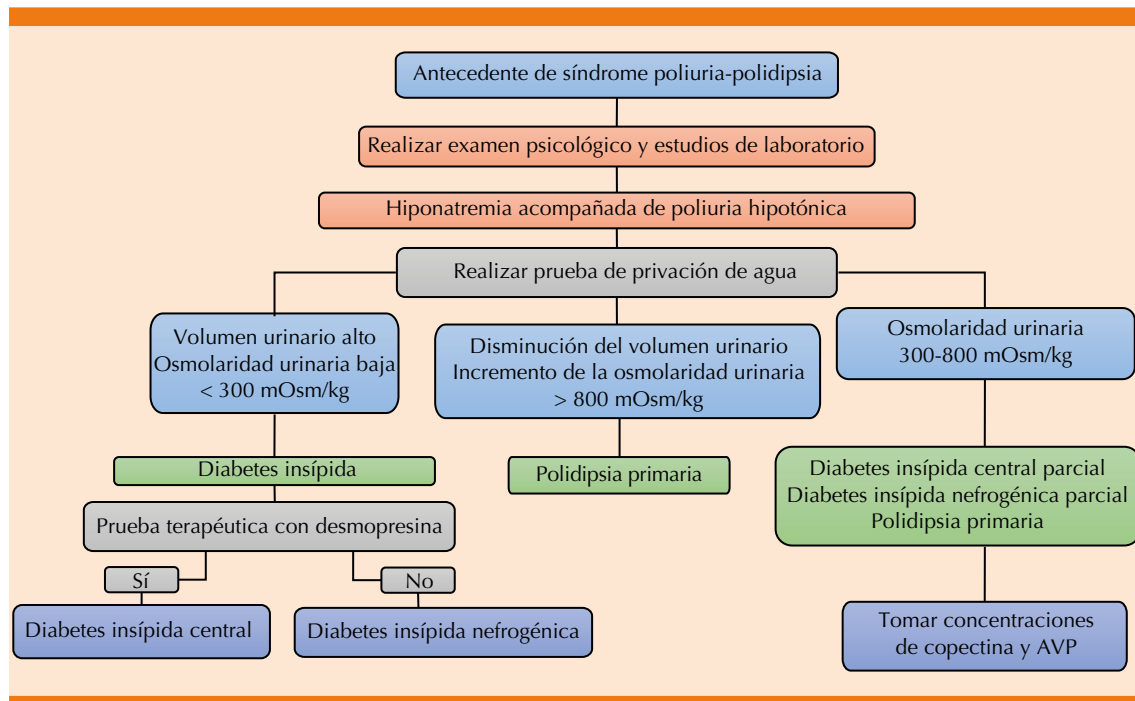 Antecedente de síndrome poliuria-polidipsia
Realizar examen psicológico y estudios de laboratorio
Hiponatremia acompañada de poliuria hipotónica
Realizar prueba de privación de agua
Volumen urinario alto
Osmolaridad urinaria baja
< 300 mOsm/kg
Disminución del volumen urinario
Incremento de la osmolaridad urinaria
> 800 mOsm/kg
Osmolaridad urinaria
300-800 mOsm/kg
Diabetes insípida
Polidipsia primaria
Diabetes insípida central parcial
Diabetes insípida nefrogénica parcial
Polidipsia primaria
Prueba terapéutica con desmopresina
Sí
No
Diabetes insípida central
Diabetes insípida nefrogénica
Tomar concentraciones
de copectina y AVP